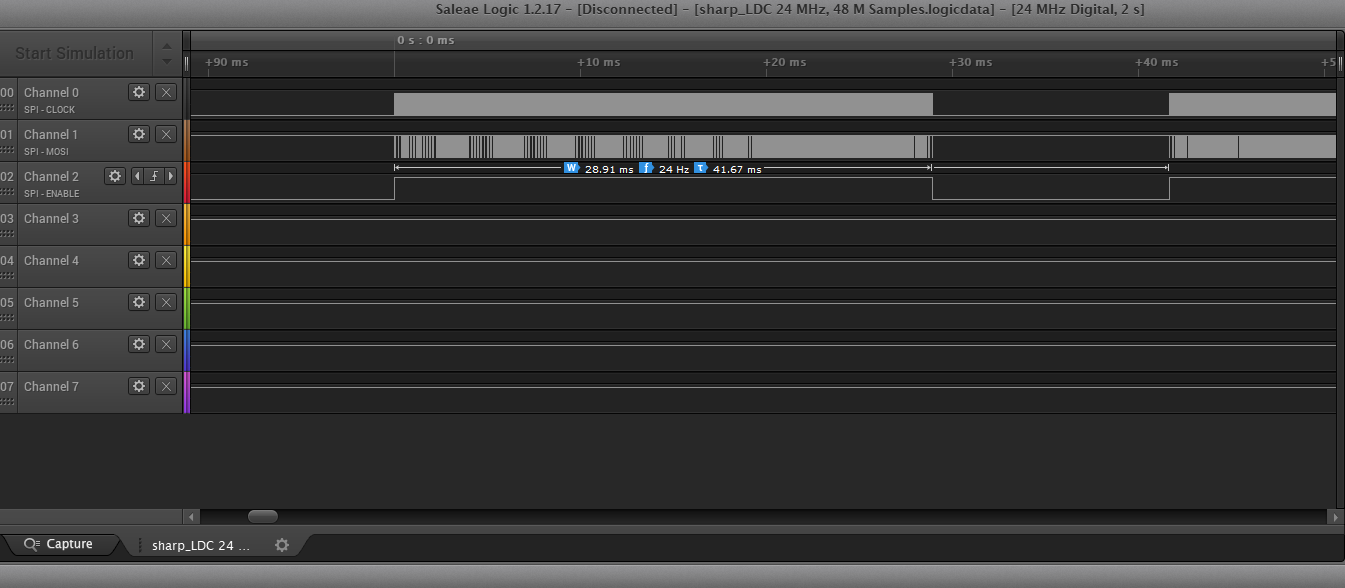 Saleae Logic 1.2.17 - [Disconnected] - [sharp_LDC 24 MHz, 48 M Samples.logicdata] - [24 MHz Digital, 2 s]
Start Simulation
0 s : 0 ms
+90 ms +10 ms +20 ms +30 ms +40 ms +5
00 Channel 0
SPI - CLOCK
01 Channel 1
SPI - MOSI
W 28.91 ms f 24 Hz T 41.67 ms
02 Channel 2
SPI - ENABLE
03 Channel 3
04 Channel 4
05 Channel 5
06 Channel 6
07 Channel 7
Capture sharp_LDC 24 ...